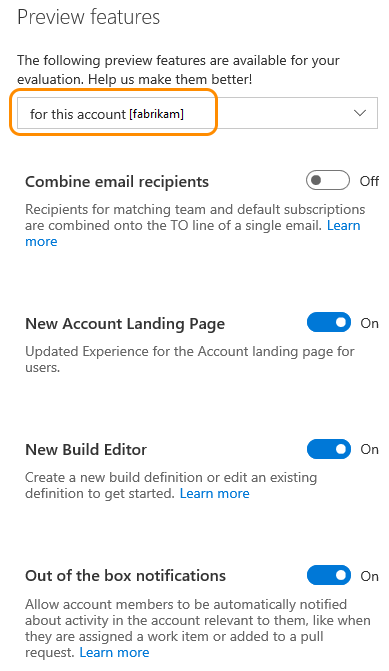 Preview features
The following preview features are available for your
evaluation. Help us make them better!
for this account [fabrikam]
Combine email recipients
Off
Recipients for matching team and default subscriptions
are combined onto the TO line of a single email. Learn
more
New Account Landing Page
On
Updated Experience for the Account landing page for
users.
New Build Editor
On
Create a new build definition or edit an existing
definition to get started. Learn more
Out of the box notifications
On
Allow account members to be automatically notified
about activity in the account relevant to them, like when
they are assigned a work item or added to a pull
request. Learn more